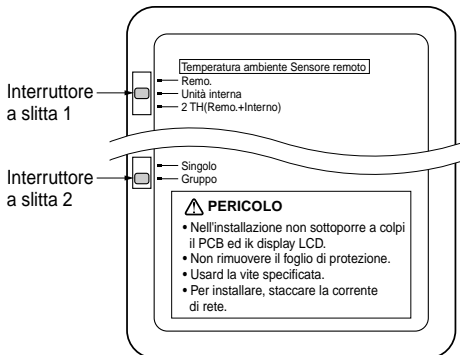 Temperatura ambiente Sensore remoto
Remo.
Interruttore
a slitta 1
Unità interna
2 TH(Remo.+Interno)
Interruttore
a slitta 2
Singolo
Gruppo
PERICOLO
• Nell'installazione non sottoporre a colpi
il PCB ed ik display LCD.
• Non rimuovere il foglio di protezione.
• Usard la vite specificata.
• Per installare, staccare la corrente
di rete.